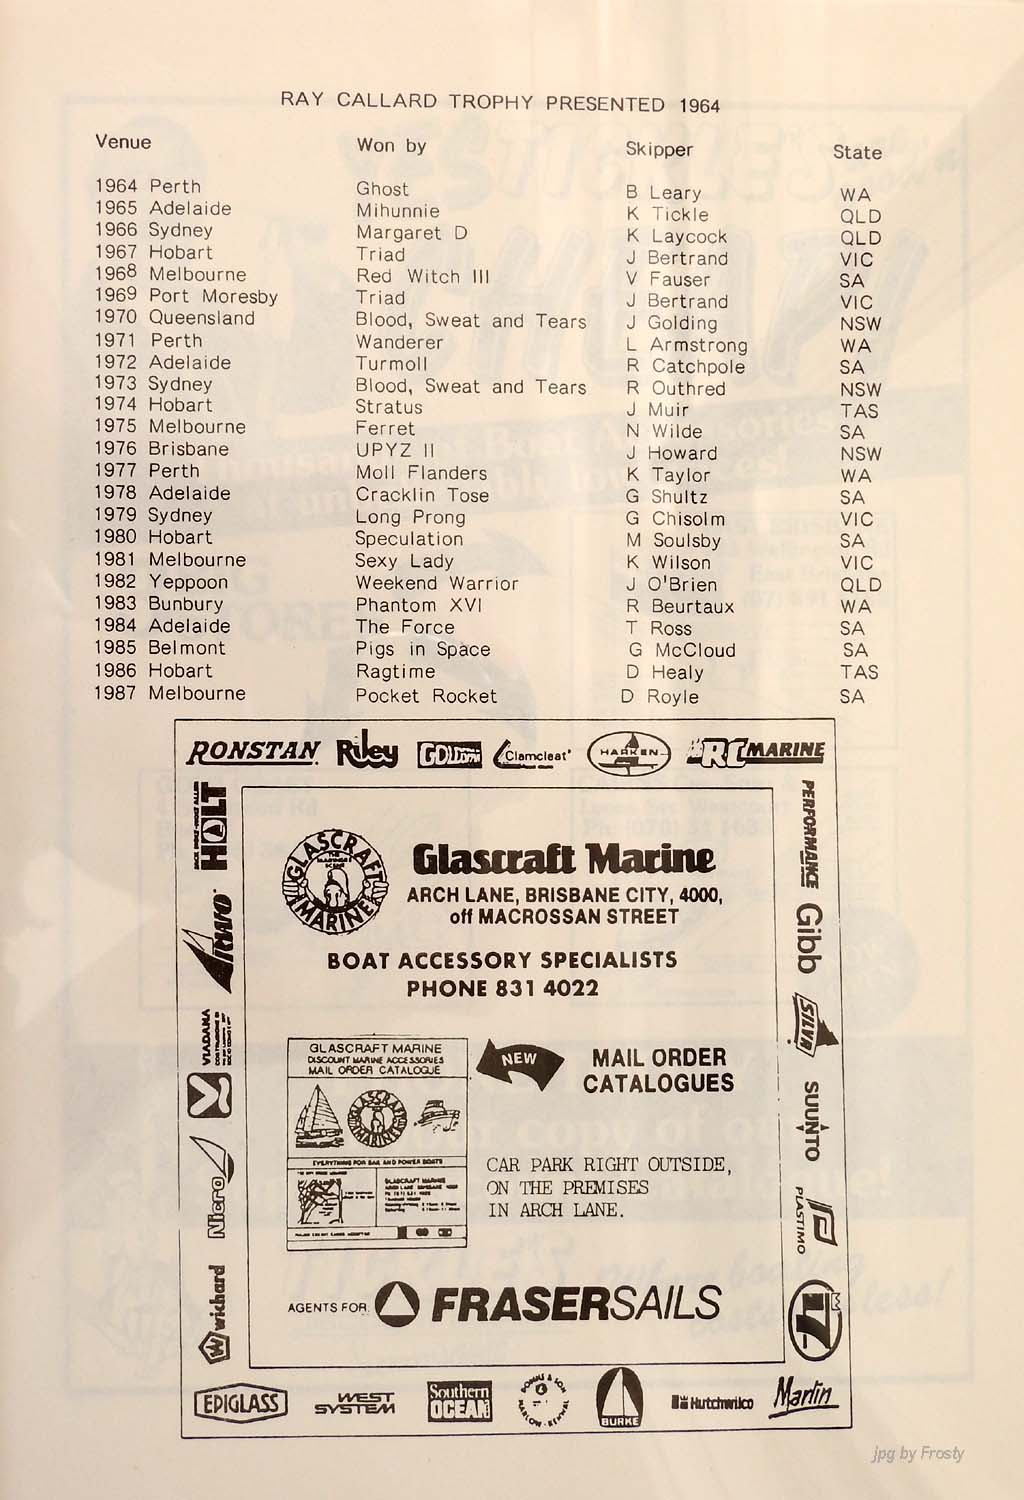 RAY CALLARD TROPHY PRESENTED 1964
Venue Won by Skipper State
1964 Perth Ghost B Leary WA
1965 Adelaide Mihunnie K Tickle QLD
1966 Sydney Margaret D K Laycock QLD
1967 Hobart Triad J Bertrand VIC
1968 Melbourne Red Witch III V Fauser SA
1969 Port Moresby Triad J Bertrand VIC
1970 Queensland Blood, Sweat and Tears J Golding NSW
1971 Perth Wanderer L Armstrong WA
1972 Adelaide Turmoll R Catchpole SA
1973 Sydney Blood, Sweat and Tears R Outhred NSW
1974 Hobart Stratus J Muir TAS
1975 Melbourne Ferret N Wilde SA
1976 Brisbane UPYZ II J Howard NSW
1977 Perth Moll Flanders K Taylor WA
1978 Adelaide Cracklin Tose G Shultz SA
1979 Sydney Long Prong G Chisolm VIC
1980 Hobart Speculation M Soulsby SA
1981 Melbourne Sexy Lady K Wilson VIC
1982 Yeppoon Weekend Warrior J O'Brien QLD
1983 Bunbury Phantom XVI R Beurtaux WA
1984 Adelaide The Force T Ross SA
1985 Belmont Pigs in Space G McCloud SA
1986 Hobart Ragtime D Healy TAS
1987 Melbourne Pocket Rocket D Royle SA
RONSTAN Riley Clamcleat HARKEN RC MARINE
HOLT
VIADANA
Nicro
wichard
PERFORMANCE
Gibb
SILVA
SUUNTO
PLASTIMO
GLASCRAFT MARINE
Glascraft Marine
ARCH LANE, BRISBANE CITY, 4000,
off MACROSSAN STREET
BOAT ACCESSORY SPECIALISTS
PHONE 831 4022
GLASCRAFT MARINE
DISCOUNT MARINE ACCESSORIES
MAIL ORDER CATALOGUE
GLASCRAFT MARINE
EVERYTHING FOR SAIL AND POWER BOATS
NEW
MAIL ORDER
CATALOGUES
CAR PARK RIGHT OUTSIDE,
ON THE PREMISES
IN ARCH LANE.
AGENTS FOR: FRASERSAILS
EPIGLASS WEST SYSTEM Southern OCEAN BURKE Hutchwilco Martin
jpg by Frosty